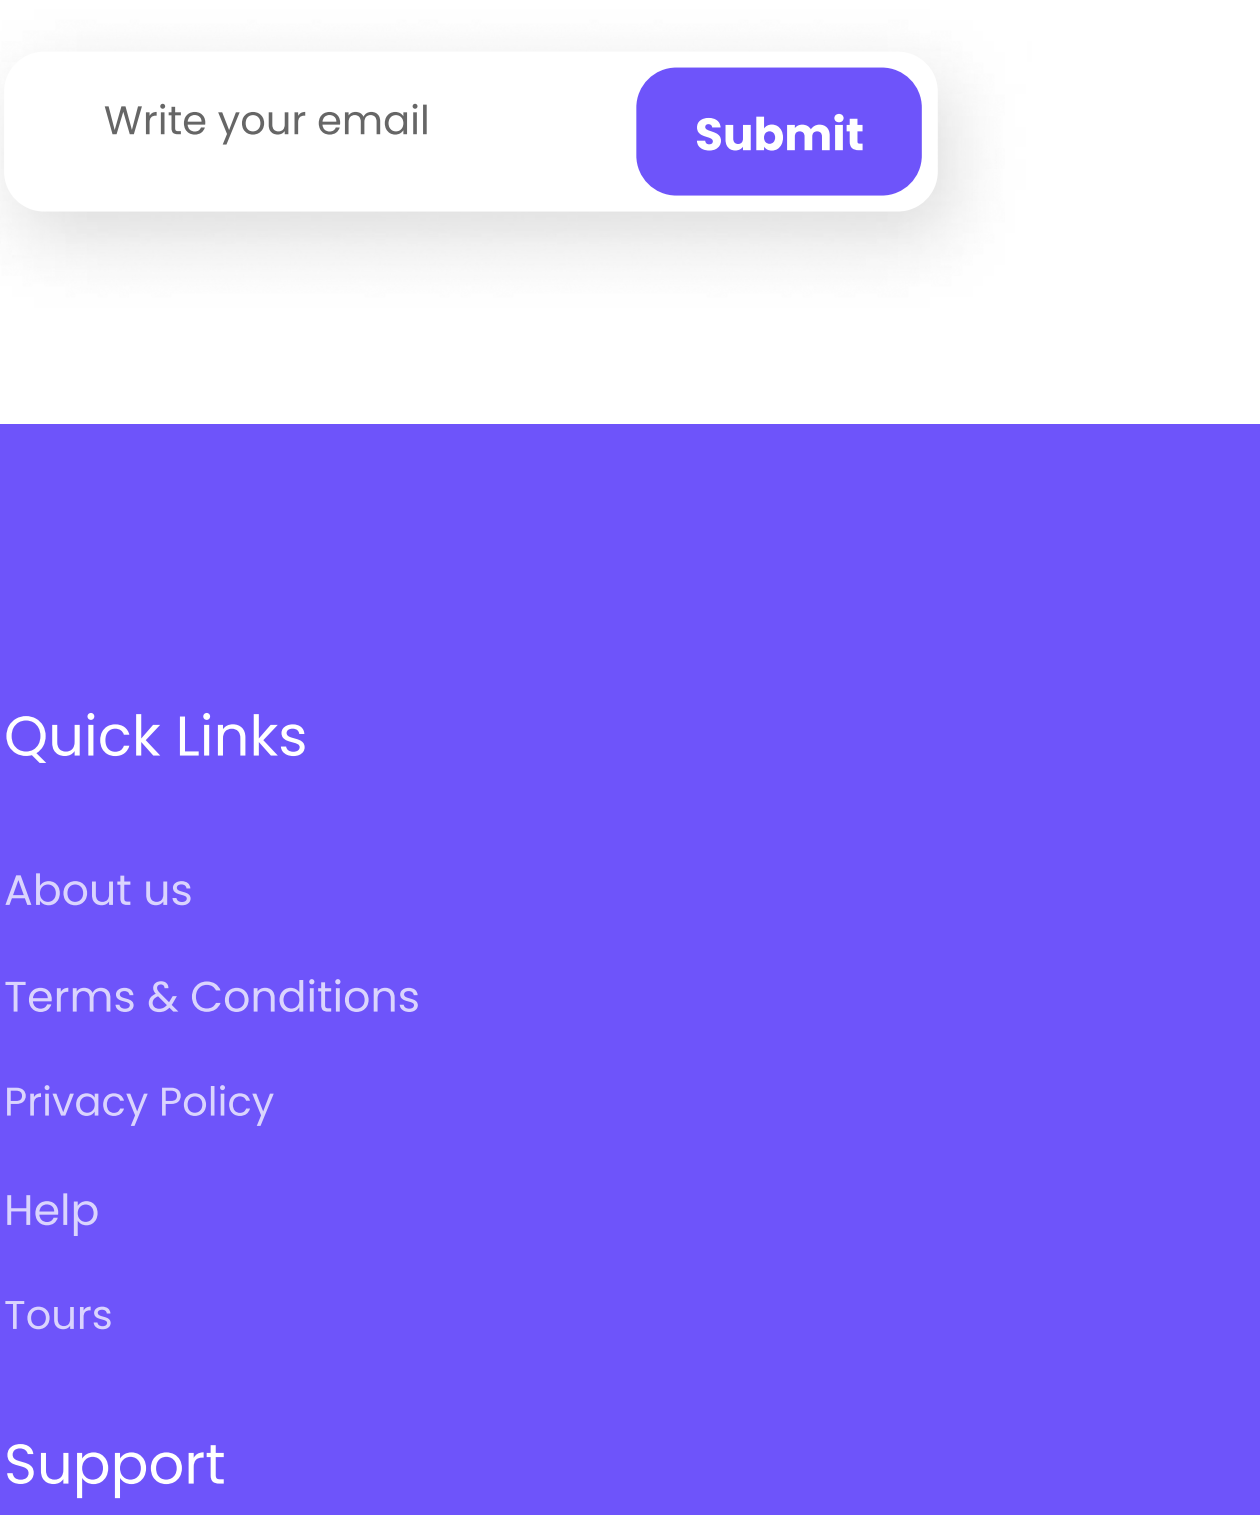 Write your email
Submit
Quick Links
About us
Terms & Conditions
Privacy Policy
Help
Tours
Support